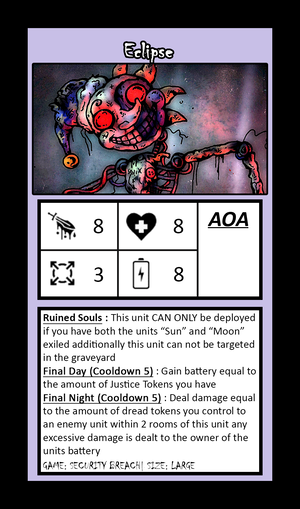 Eclipse
8 8 AOA
3 8
Ruined Souls : This unit CAN ONLY be deployed
if you have both the units “Sun” and “Moon”
exiled additionally this unit can not be targeted
in the graveyard
Final Day (Cooldown 5) : Gain battery equal to
the amount of Justice Tokens you have
Final Night (Cooldown 5) : Deal damage equal
to the amount of dread tokens you control to
an enemy unit within 2 rooms of this unit any
excessive damage is dealt to the owner of the
units battery
GAME: SECURITY BREACH| SIZE: LARGE